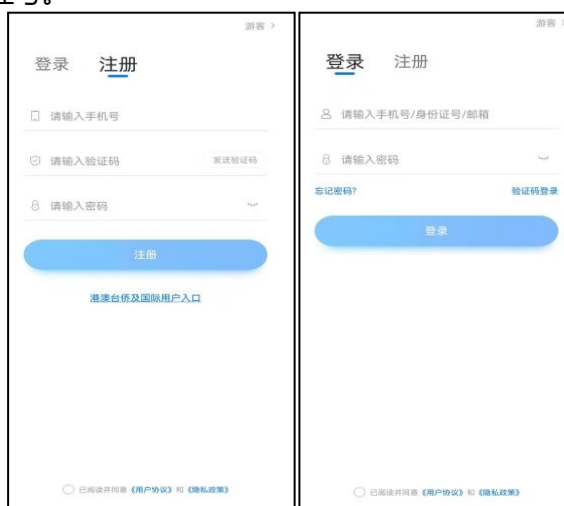 号。
游客 >
登录 注册
请输入手机号
请输入验证码 发送验证码
请输入密码
注册
港澳台侨及国际用户入口
已阅读并同意《用户协议》和《隐私政策》
游客 >
登录 注册
请输入手机号/身份证号/邮箱
请输入密码
忘记密码? 验证码登录
登录
已阅读并同意《用户协议》和《隐私政策》